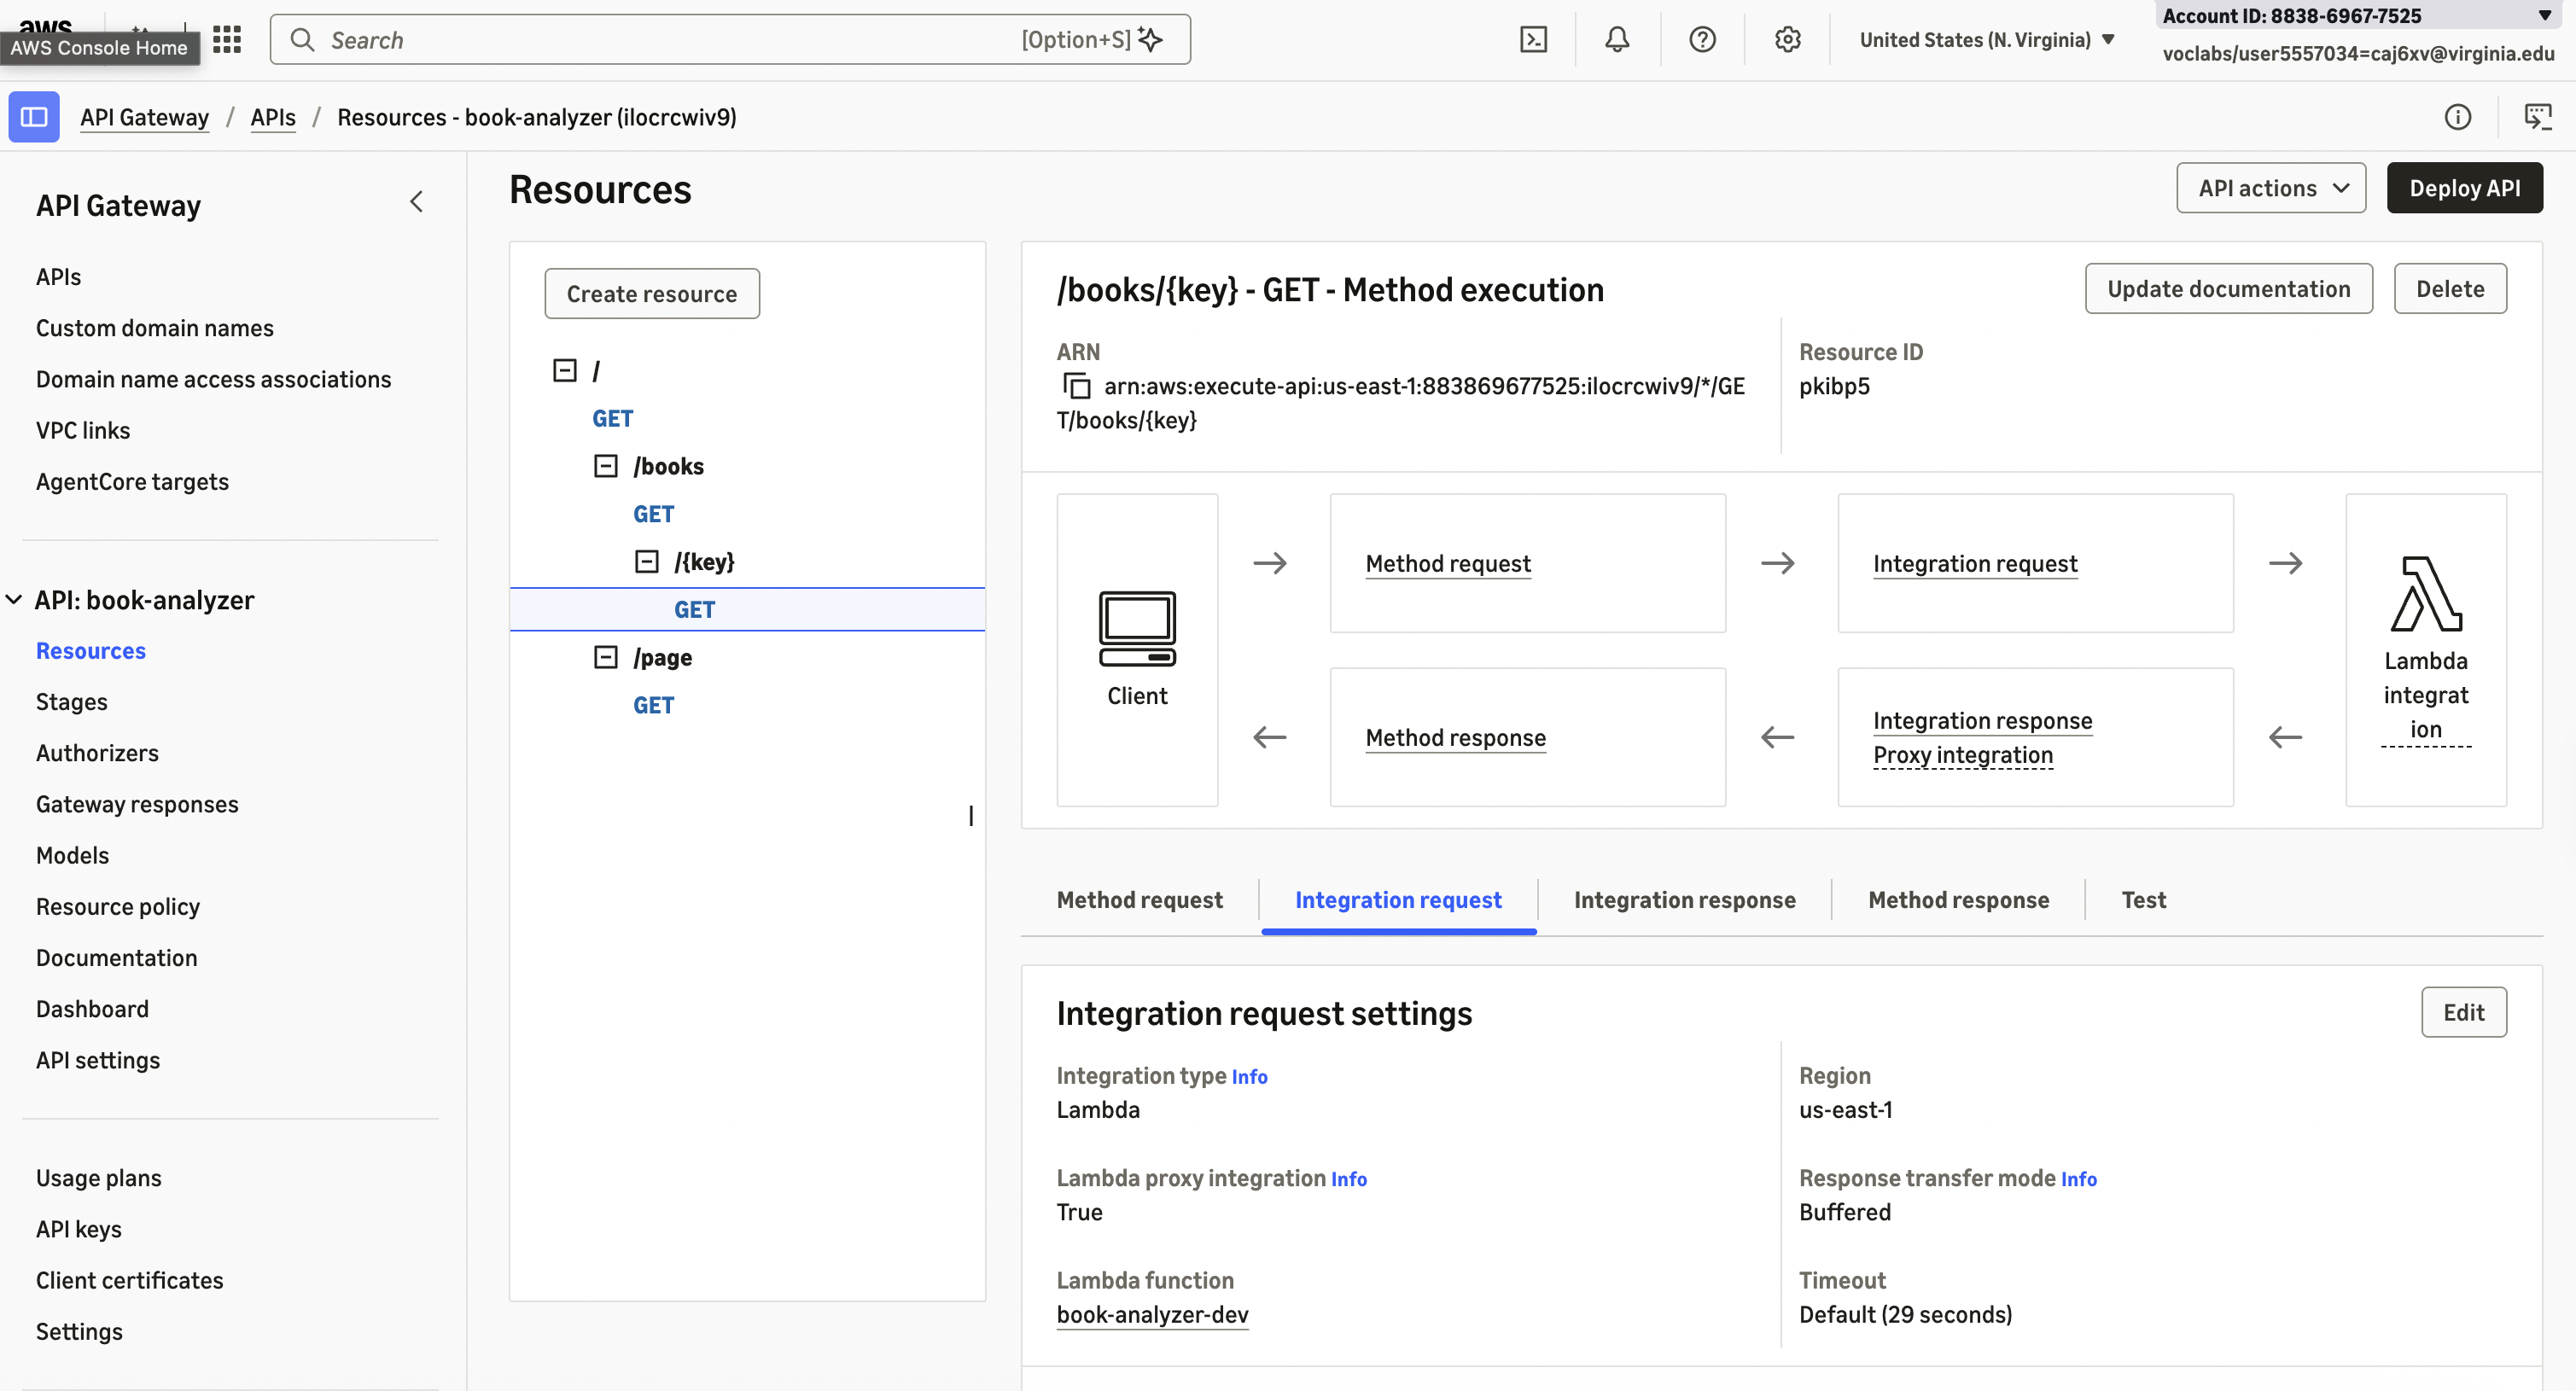 aws
AWS Console Home
Search
[Option+S]
United States (N. Virginia)
Account ID: 8838-6967-7525
voclabs/user5557034=caj6xv@virginia.edu
API Gateway / APIs / Resources - book-analyzer (ilocrcwiv9)
API Gateway
APIs
Custom domain names
Domain name access associations
VPC links
AgentCore targets
API: book-analyzer
Resources
Stages
Authorizers
Gateway responses
Models
Resource policy
Documentation
Dashboard
API settings
Usage plans
API keys
Client certificates
Settings
Resources
API actions
Deploy API
Create resource
/
GET
/books
GET
/{key}
GET
/page
GET
/books/{key} - GET - Method execution
Update documentation
Delete
ARN
arn:aws:execute-api:us-east-1:883869677525:ilocrcwiv9/*/GE
T/books/{key}
Resource ID
pkibp5
Client
Method request
Integration request
Method response
Integration response
Proxy integration
Lambda
integrat
ion
Method request
Integration request
Integration response
Method response
Test
Integration request settings
Edit
Integration type Info
Lambda
Region
us-east-1
Lambda proxy integration Info
True
Response transfer mode Info
Buffered
Lambda function
book-analyzer-dev
Timeout
Default (29 seconds)